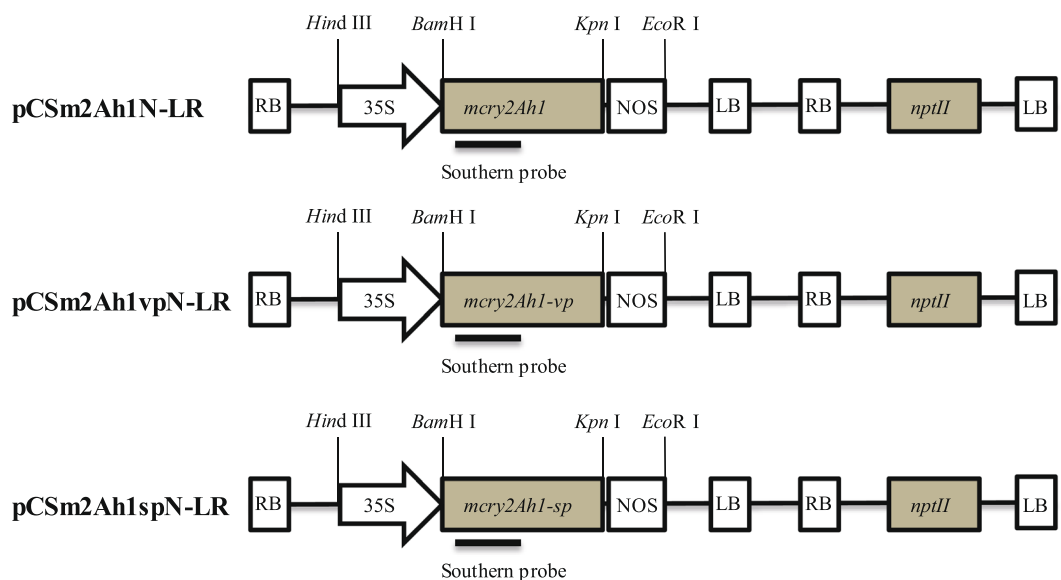 Hind III BamH I Kpn I EcoR I
pCSm2Ah1N-LR RB 35S mcry2Ah1 NOS LB RB nptII LB
Southern probe
Hind III BamH I Kpn I EcoR I
pCSm2Ah1vpN-LR RB 35S mcry2Ah1-vp NOS LB RB nptII LB
Southern probe
Hind III BamH I Kpn I EcoR I
pCSm2Ah1spN-LR RB 35S mcry2Ah1-sp NOS LB RB nptII LB
Southern probe